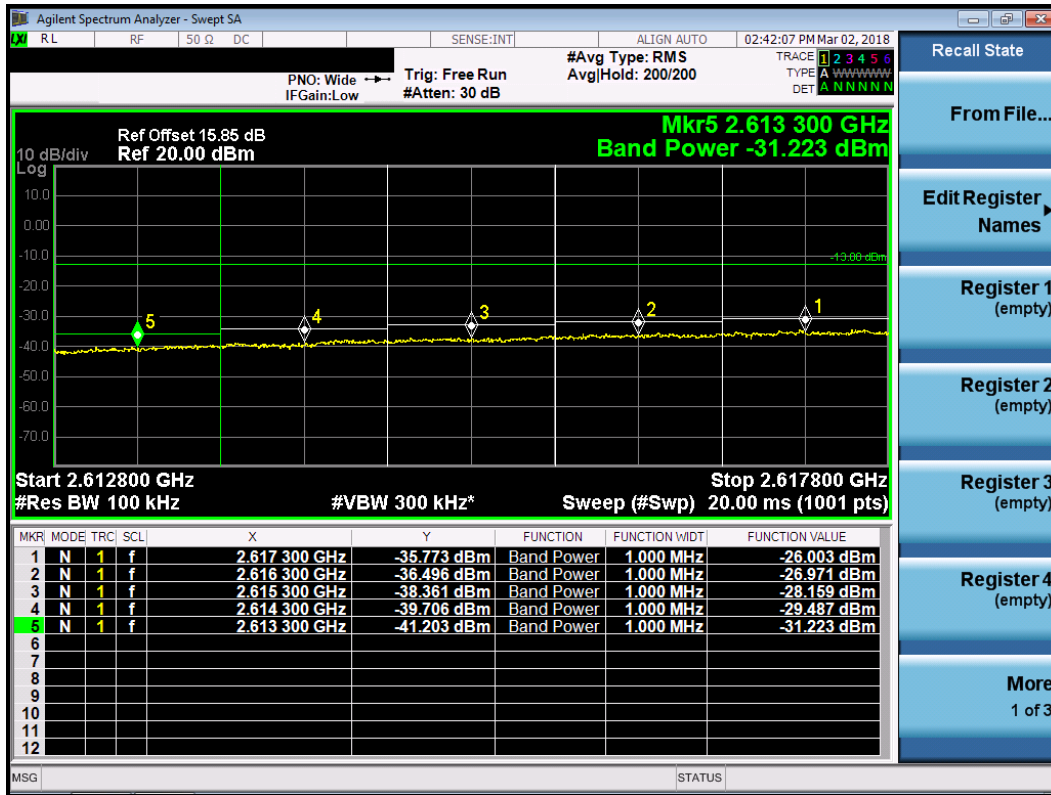 Agilent Spectrum Analyzer - Swept SA
LXI RL RF 50 Ω DC SENSE:INT ALIGN AUTO 02:42:07 PM Mar 02, 2018
PNO: Wide Trig: Free Run #Avg Type: RMS TRACE 1 2 3 4 5 6
IFGain:Low #Atten: 30 dB Avg|Hold: 200/200 TYPE A WWWWW
DET A N N N N N
Mkr5 2.613 300 GHz
Ref Offset 15.85 dB
10 dB/div Ref 20.00 dBm Band Power -31.223 dBm
Log
10.0
0.00
-10.0 -13.00 dBm
-20.0
-30.0
-40.0
-50.0
-60.0
-70.0
5 4 3 2 1
Start 2.612800 GHz Stop 2.617800 GHz
#Res BW 100 kHz #VBW 300 kHz* Sweep (#Swp) 20.00 ms (1001 pts)
MKR MODE TRC SCL X Y FUNCTION FUNCTION WIDT FUNCTION VALUE
1 N 1 f 2.617 300 GHz -35.773 dBm Band Power 1.000 MHz -26.003 dBm
2 N 1 f 2.616 300 GHz -36.496 dBm Band Power 1.000 MHz -26.971 dBm
3 N 1 f 2.615 300 GHz -38.361 dBm Band Power 1.000 MHz -28.159 dBm
4 N 1 f 2.614 300 GHz -39.706 dBm Band Power 1.000 MHz -29.487 dBm
5 N 1 f 2.613 300 GHz -41.203 dBm Band Power 1.000 MHz -31.223 dBm
6
7
8
9
10
11
12
MSG STATUS
Recall State
From File...
Edit Register
Names
Register 1
(empty)
Register 2
(empty)
Register 3
(empty)
Register 4
(empty)
More
1 of 3